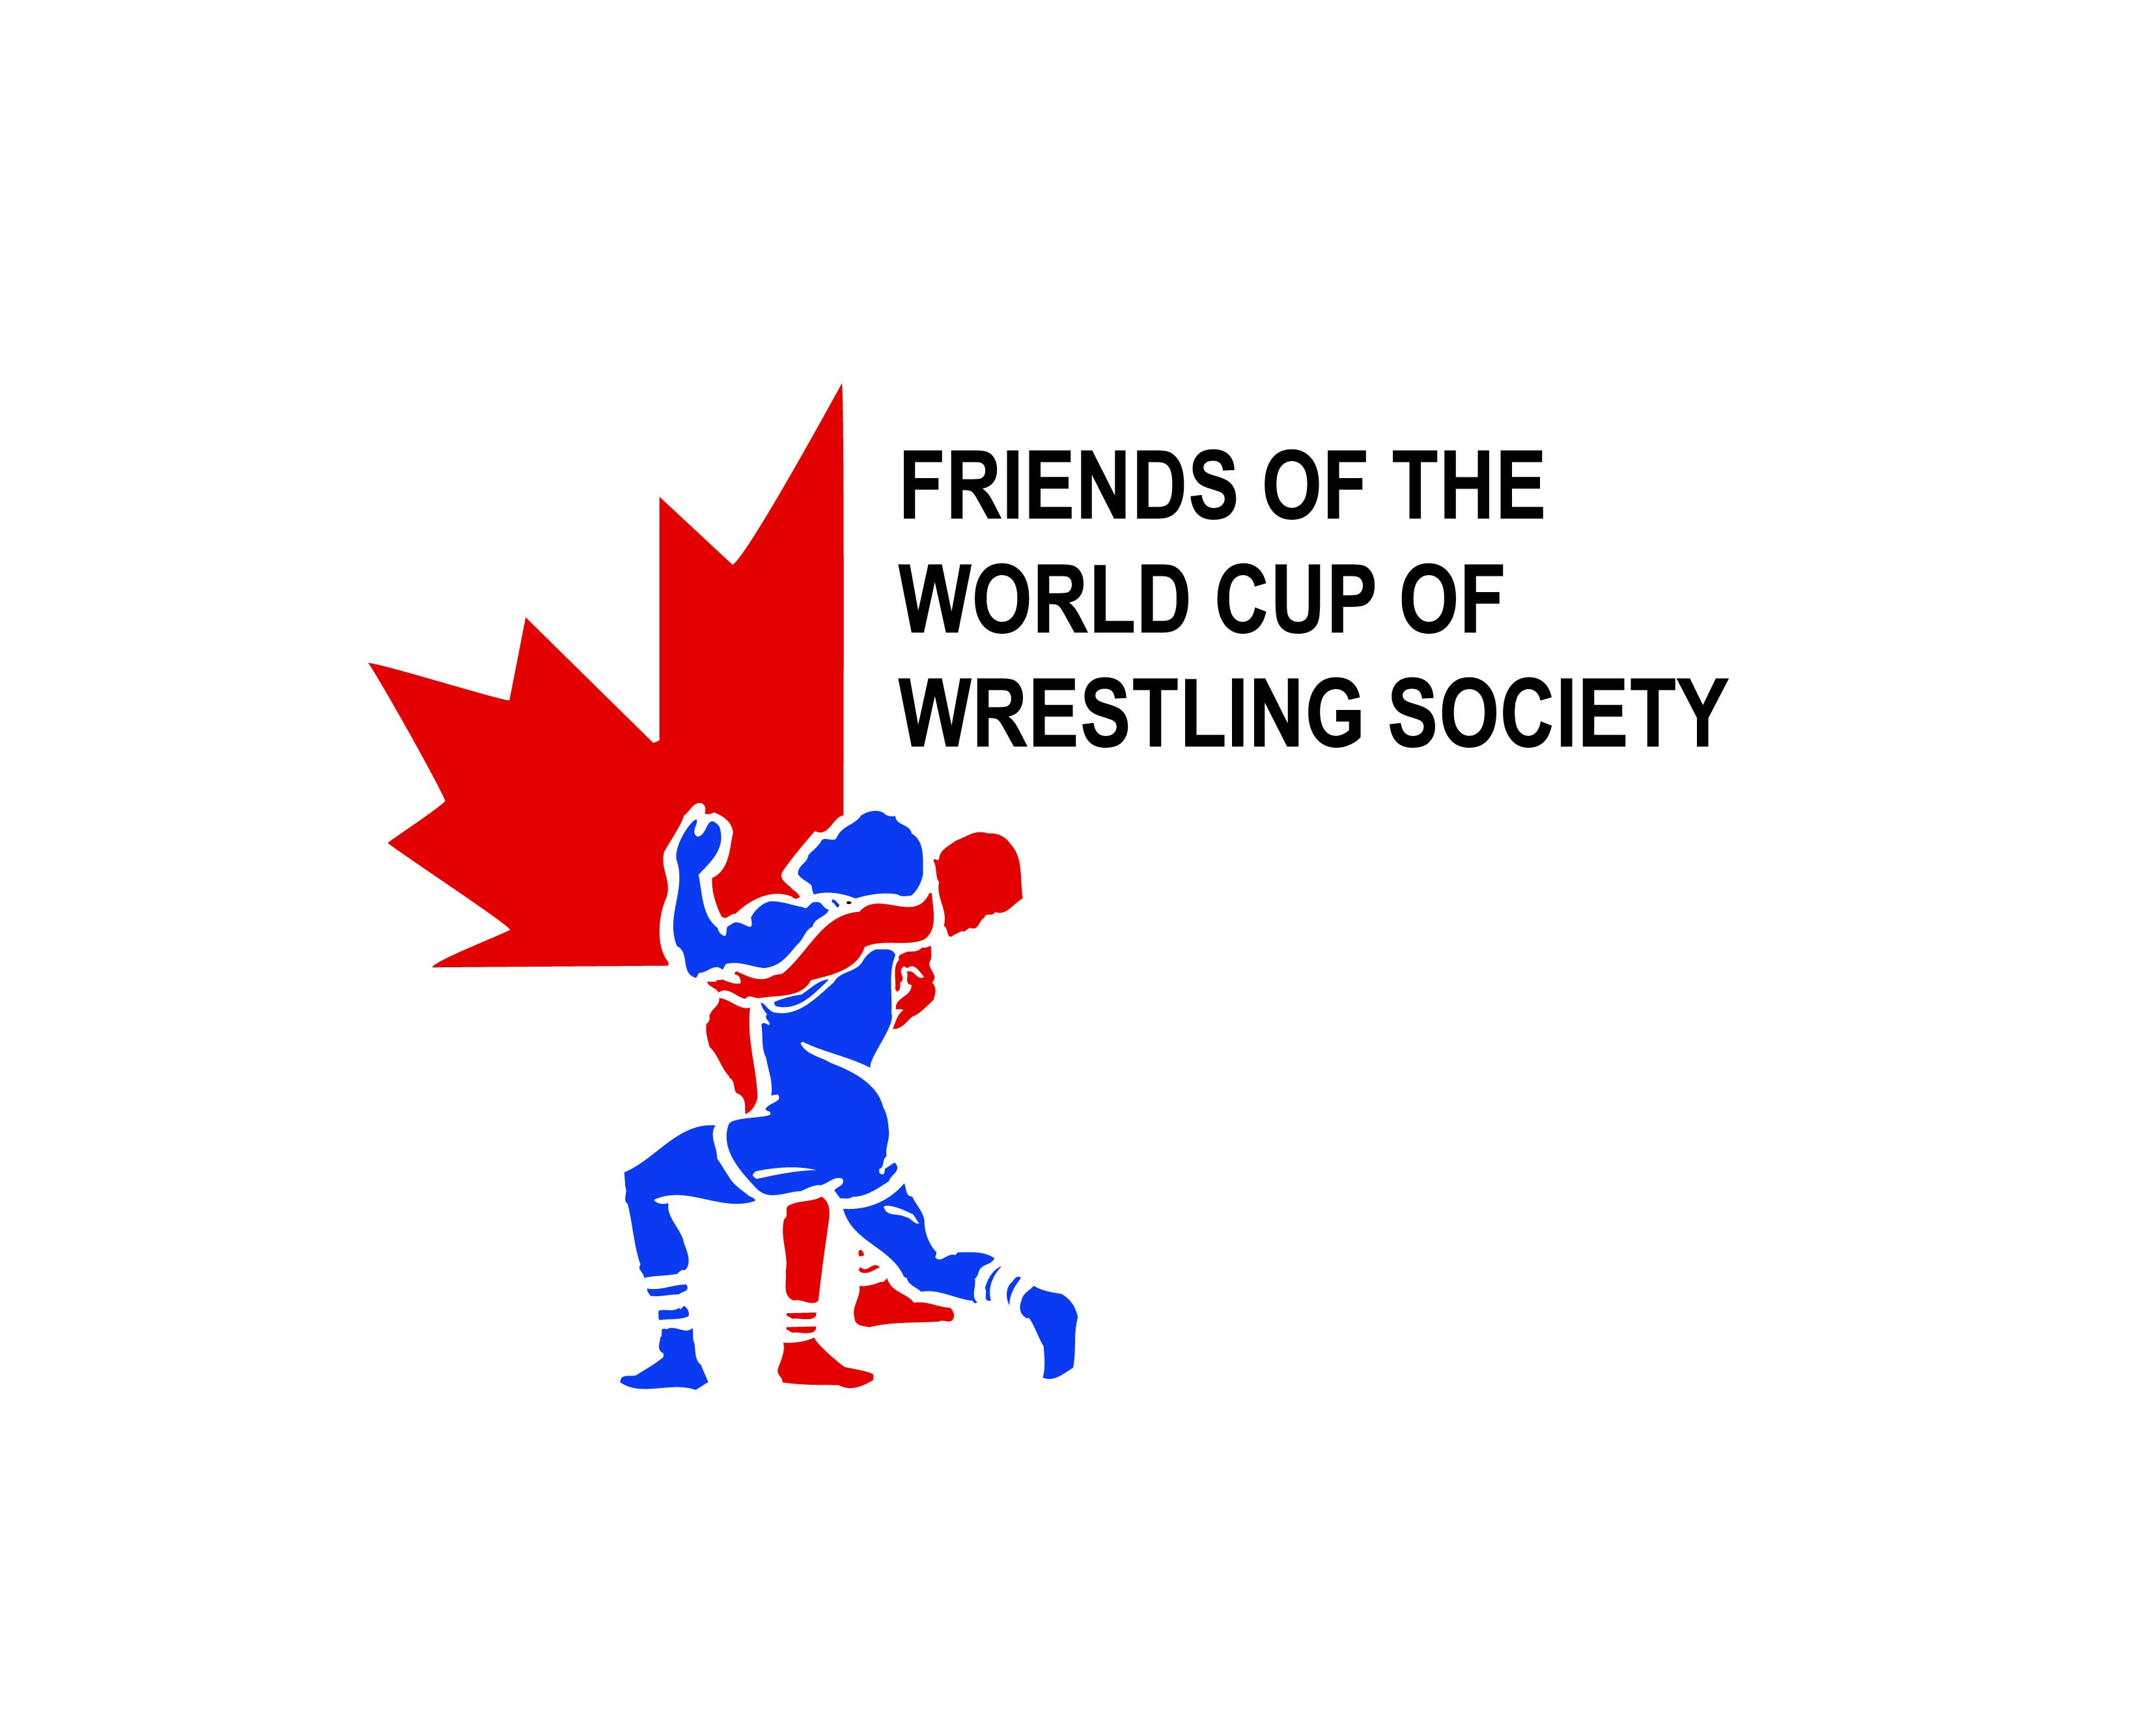 FRIENDS OF THE
WORLD CUP OF
WRESTLING SOCIETY